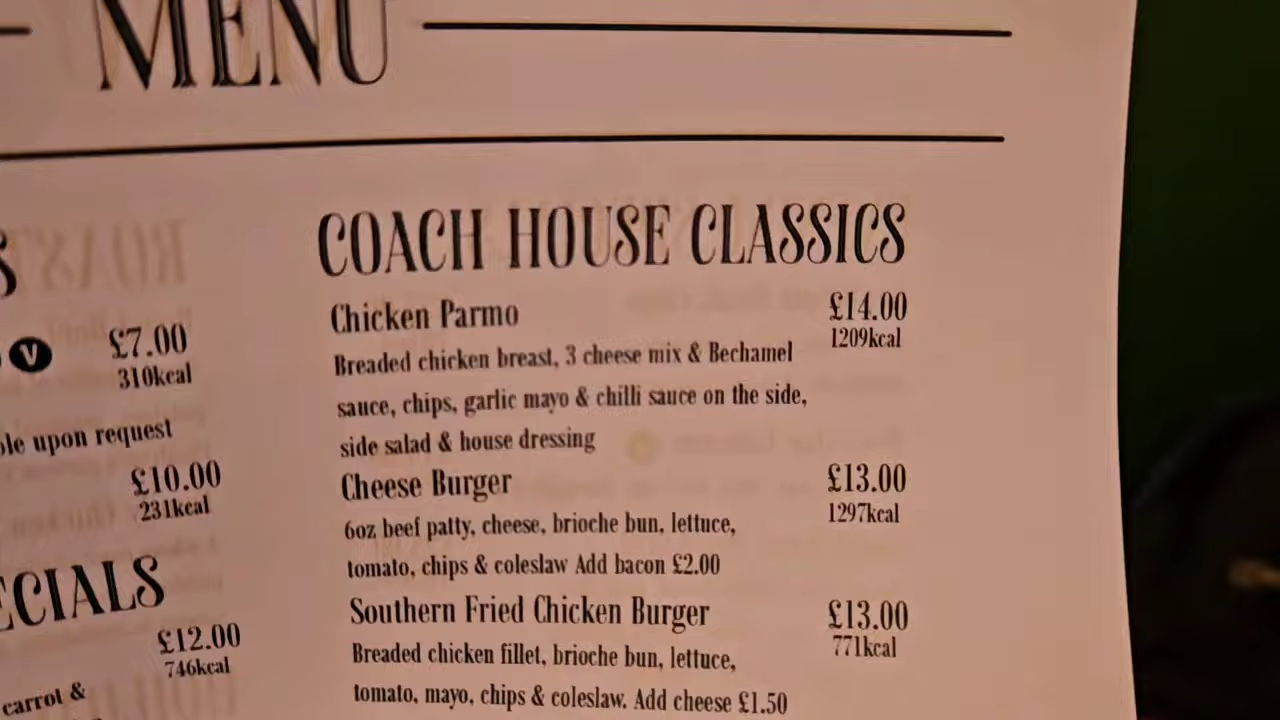 MENU
S
V £7.00
310kcal
upon request
£10.00
231kcal
£12.00
746kcal
carrot &
COACH HOUSE CLASSICS
Chicken Parmo £14.00
1209kcal
Breaded chicken breast, 3 cheese mix & Bechamel
sauce, chips, garlic mayo & chilli sauce on the side,
side salad & house dressing
Cheese Burger £13.00
1297kcal
6oz beef patty, cheese, brioche bun, lettuce,
tomato, chips & coleslaw Add bacon £2.00
Southern Fried Chicken Burger £13.00
771kcal
Breaded chicken fillet, brioche bun, lettuce,
tomato, mayo, chips & coleslaw. Add cheese £1.50